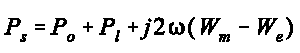 P_s = P_o + P_l + j2ω(W_m − W_e)